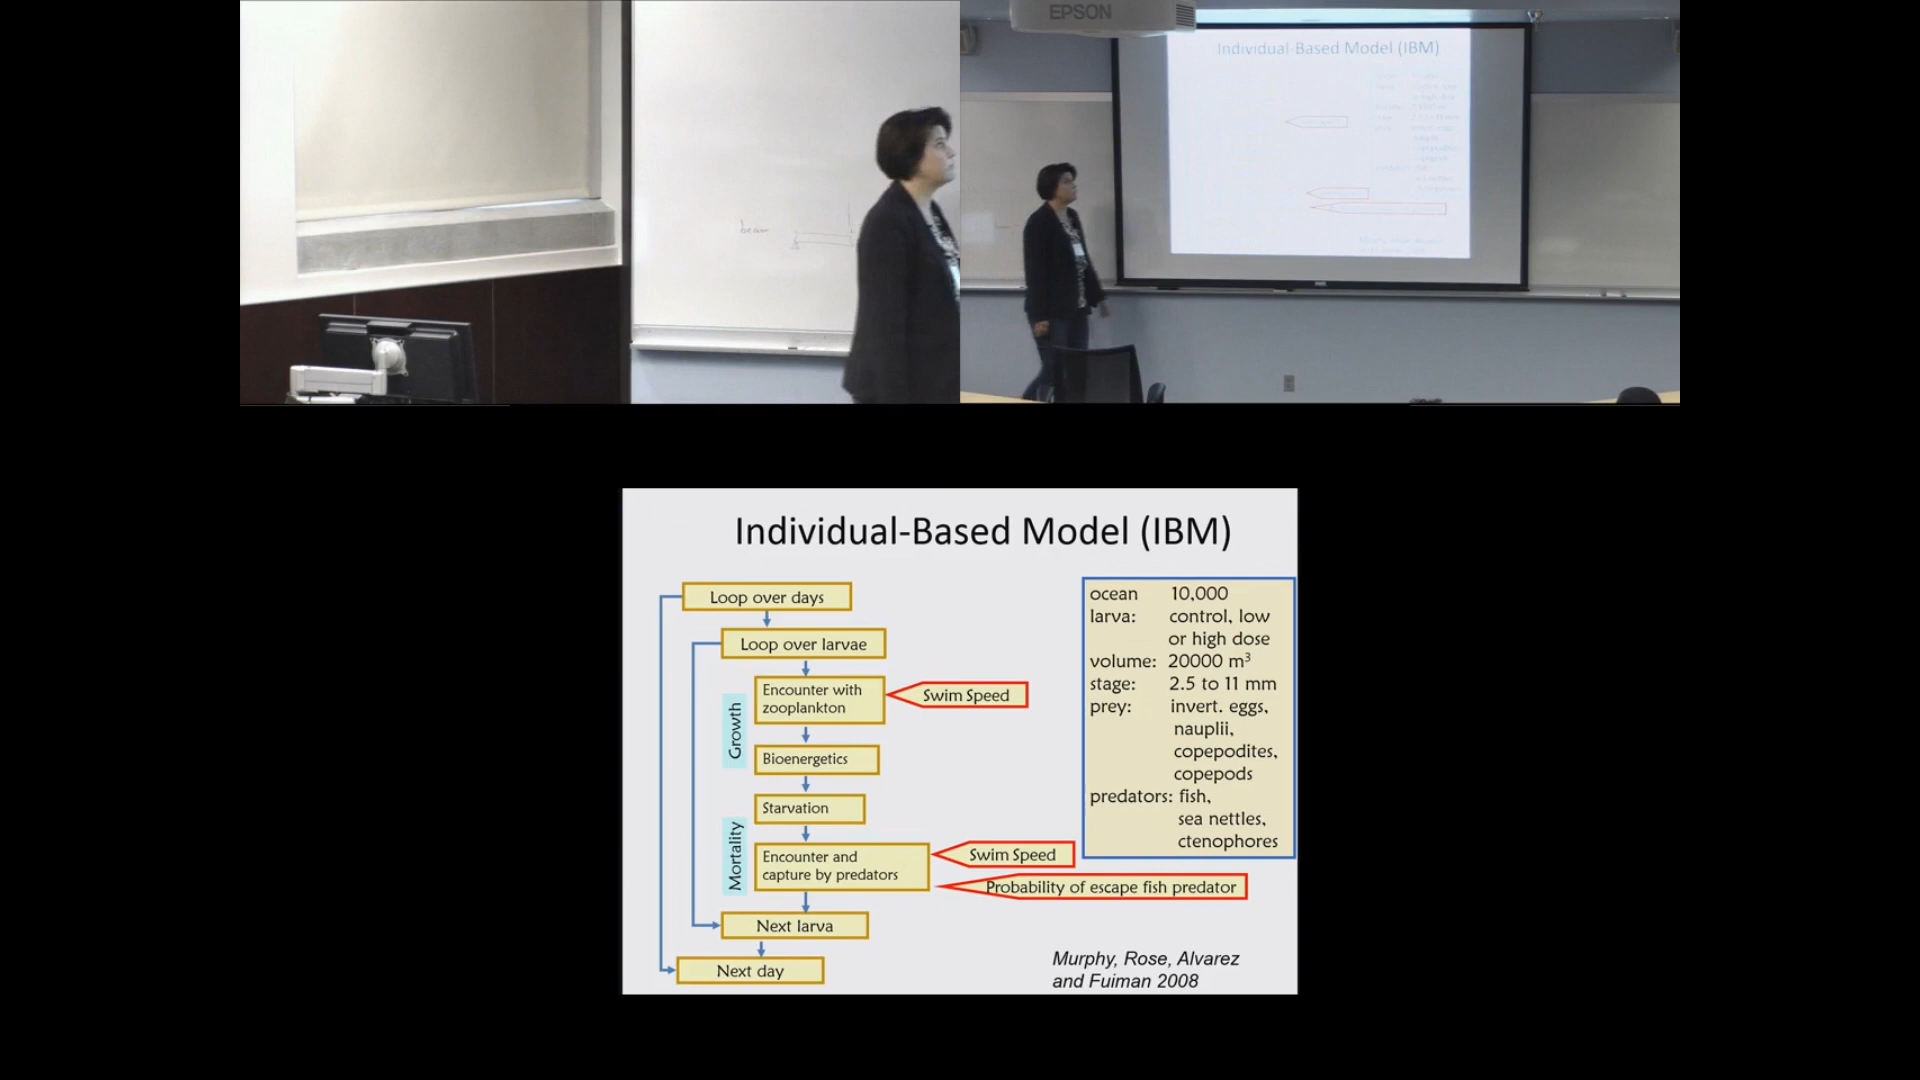 EPSON
Individual-Based Model (IBM)
beam
Individual-Based Model (IBM)
Loop over days
Loop over larvae
Encounter with
zooplankton
Swim Speed
Growth
Bioenergetics
Starvation
Mortality
Encounter and
capture by predators
Swim Speed
Probability of escape fish predator
Next larva
Next day
ocean 10,000
larva: control, low
or high dose
volume: 20000 m³
stage: 2.5 to 11 mm
prey: invert. eggs,
nauplii,
copepodites,
copepods
predators: fish,
sea nettles,
ctenophores
Murphy, Rose, Alvarez
and Fuiman 2008